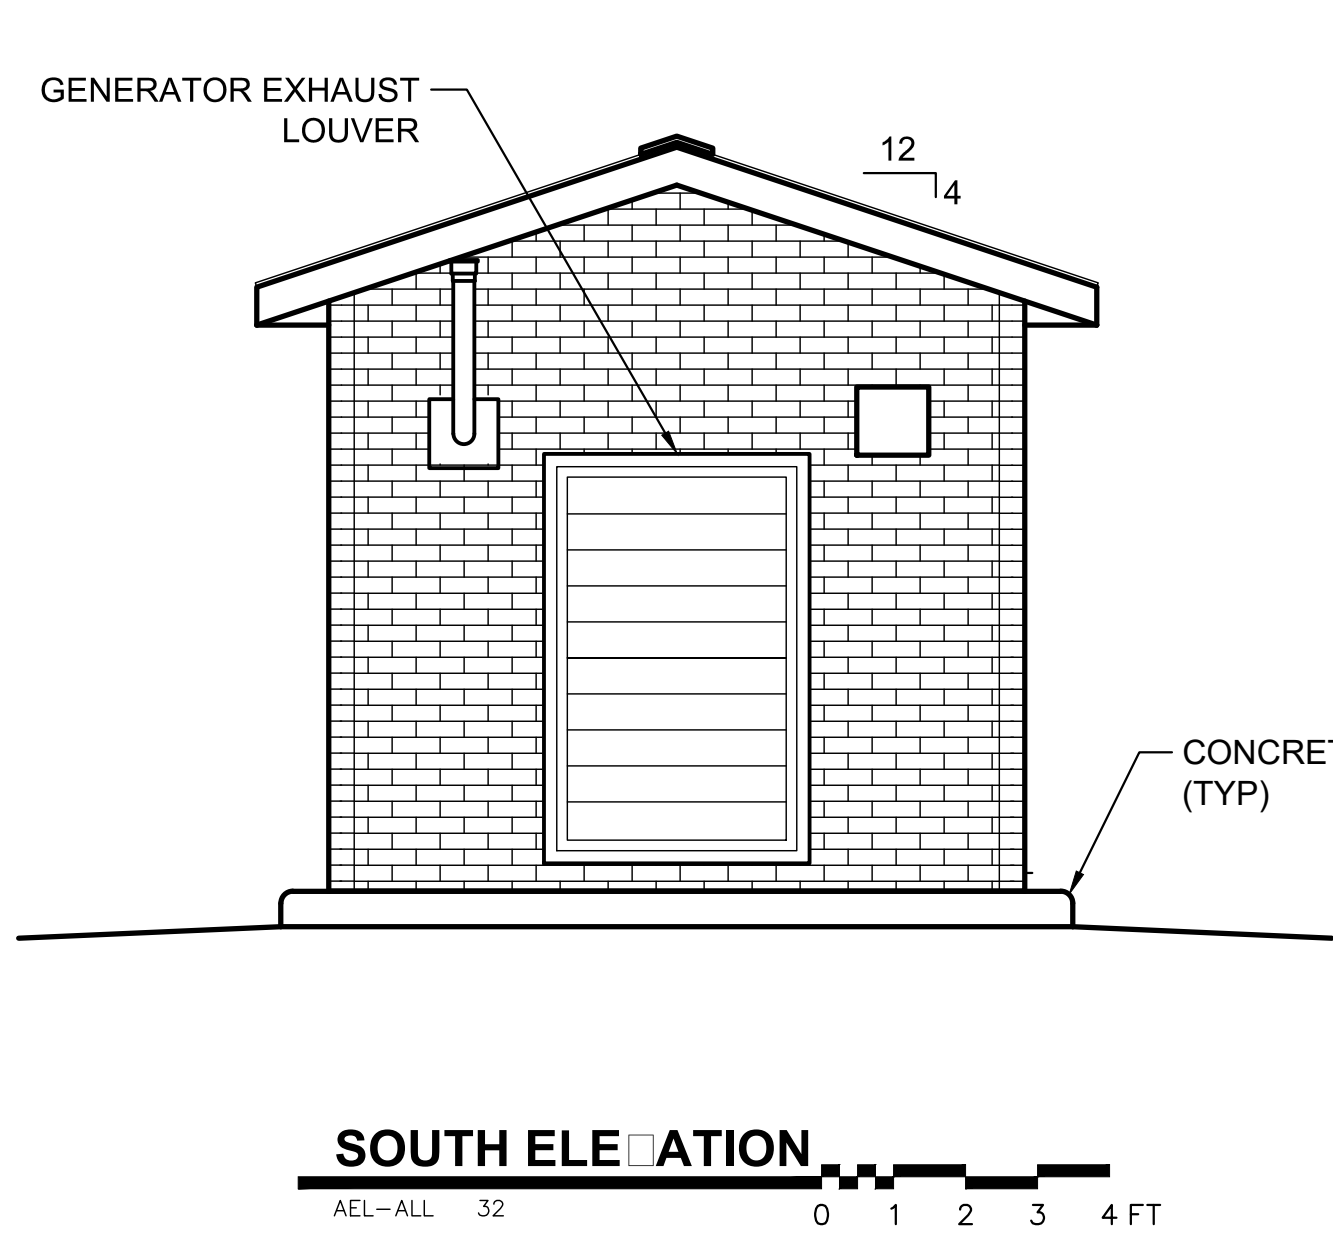 GENERATOR EXHAUST
LOUVER
12
4
CONCRET
(TYP)
SOUTH ELE□ATION
AEL-ALL 32
0 1 2 3 4 FT